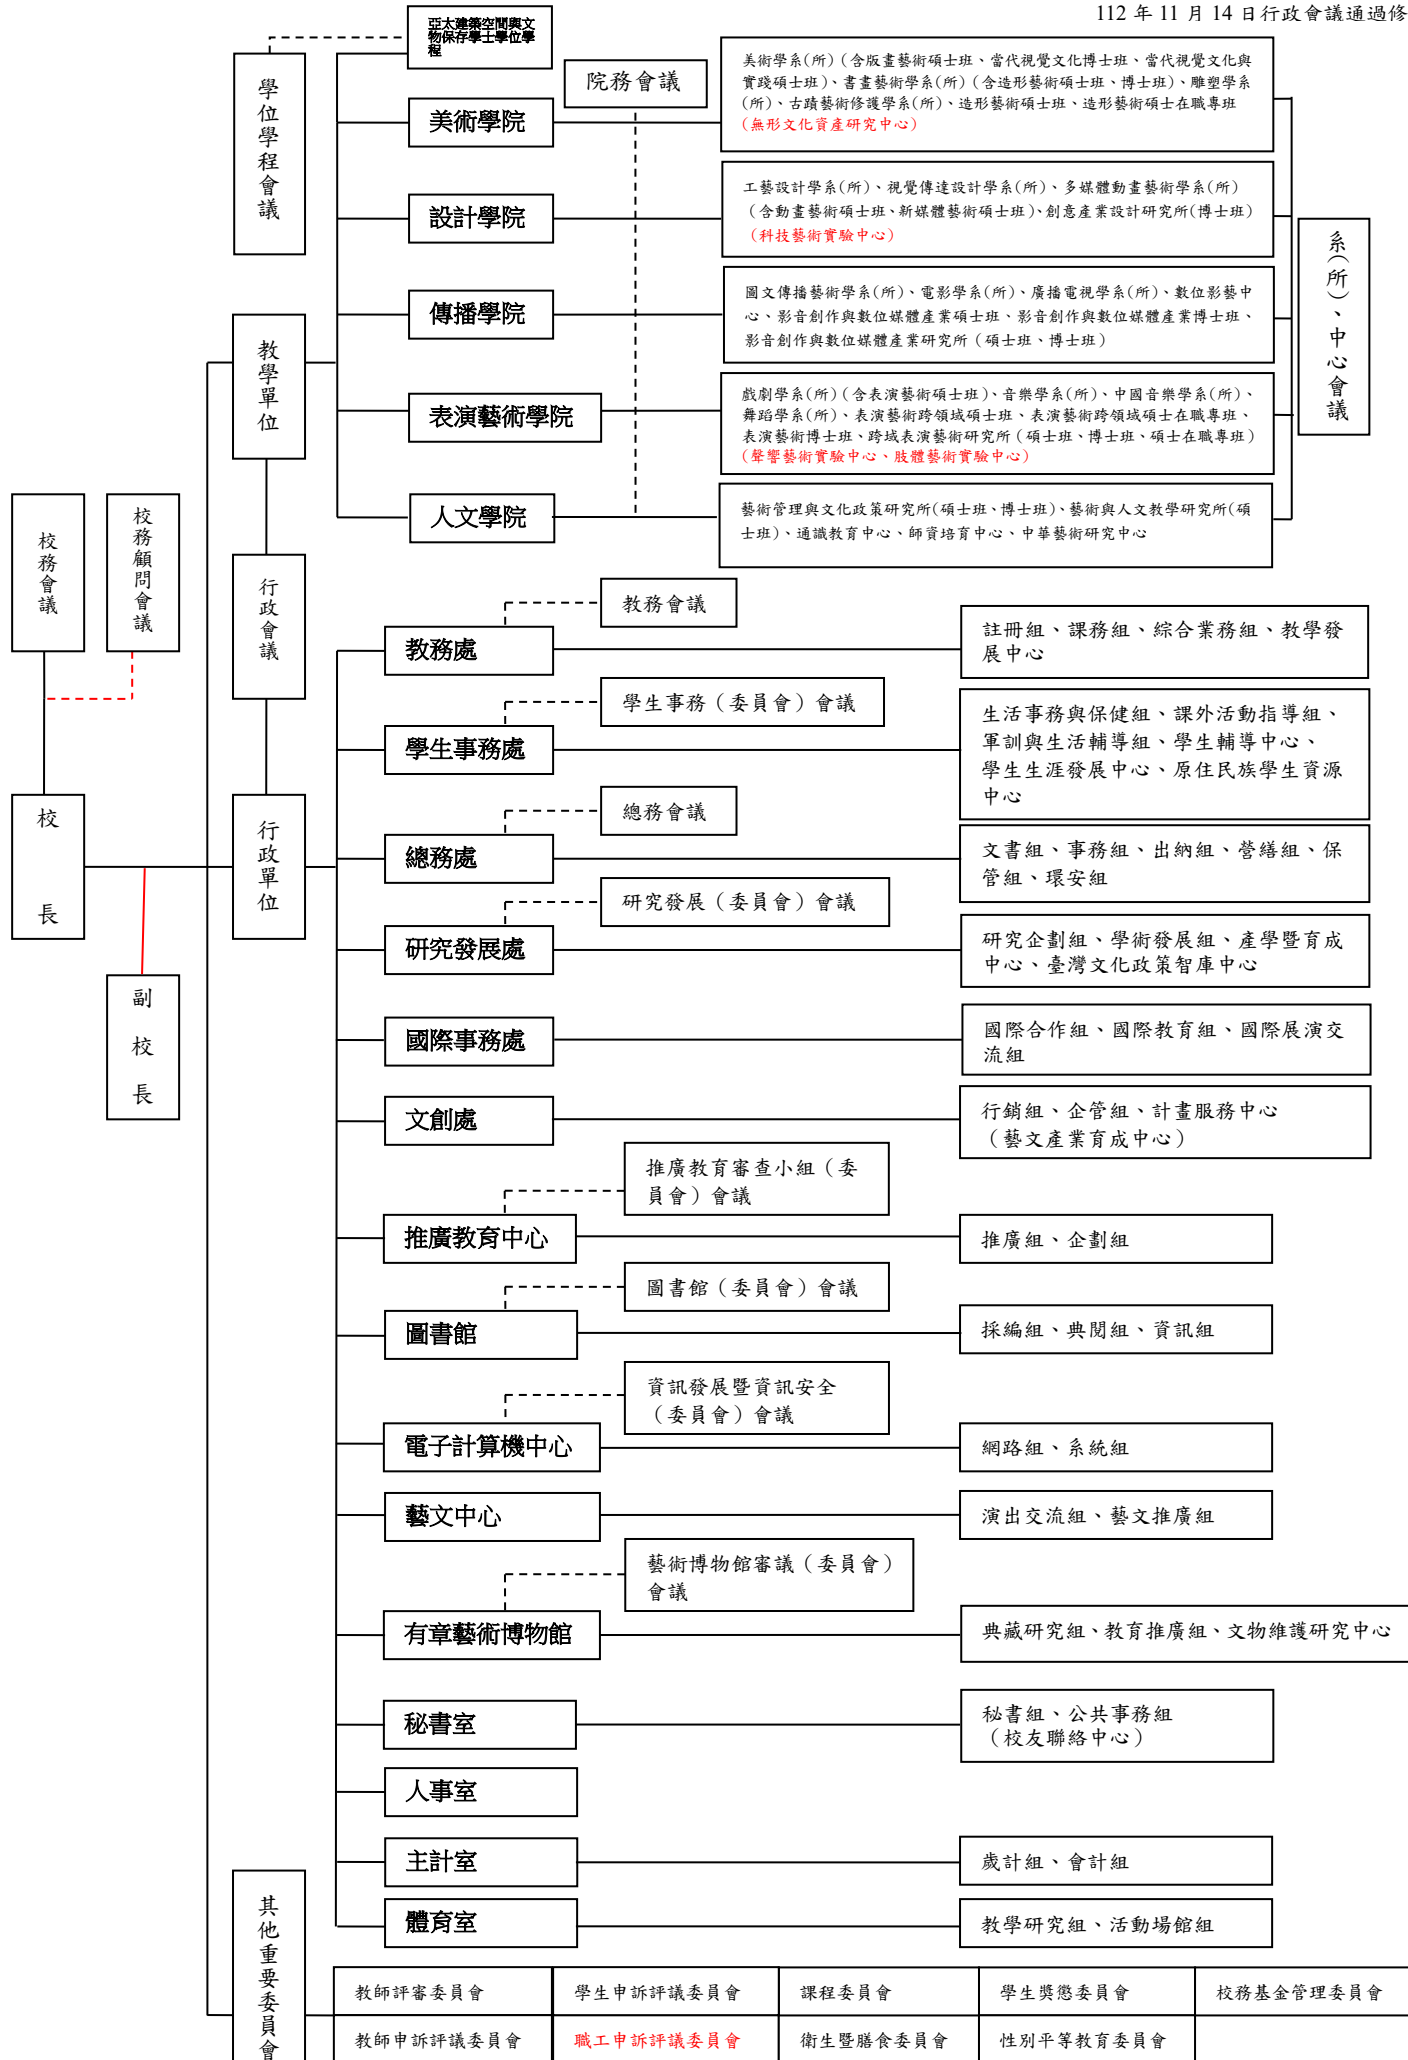 112 年 11 月 14 日行政會議通過修
亞太建築空間與文
物保存學士學位學
程
學位學程會議
院務會議
美術學院
美術學系(所)(含版畫藝術碩士班、當代視覺文化博士班、當代視覺文化與
實踐碩士班)、書畫藝術學系(所)(含造形藝術碩士班、博士班)、雕塑學系
(所)、古蹟藝術修護學系(所)、造形藝術碩士班、造形藝術碩士在職專班
(無形文化資產研究中心)
設計學院
工藝設計學系(所)、視覺傳達設計學系(所)、多媒體動畫藝術學系(所)
(含動畫藝術碩士班、新媒體藝術碩士班)、創意產業設計研究所(博士班)
(科技藝術實驗中心)
系(所)、中心會議
傳播學院
圖文傳播藝術學系(所)、電影學系(所)、廣播電視學系(所)、數位影藝中
心、影音創作與數位媒體產業碩士班、影音創作與數位媒體產業博士班、
影音創作與數位媒體產業研究所(碩士班、博士班)
教學單位
表演藝術學院
戲劇學系(所)(含表演藝術碩士班)、音樂學系(所)、中國音樂學系(所)、
舞蹈學系(所)、表演藝術跨領域碩士班、表演藝術跨領域碩士在職專班、
表演藝術博士班、跨域表演藝術研究所(碩士班、博士班、碩士在職專班)
(聲響藝術實驗中心、肢體藝術實驗中心)
人文學院
藝術管理與文化政策研究所(碩士班、博士班)、藝術與人文教學研究所(碩
士班)、通識教育中心、師資培育中心、中華藝術研究中心
校務會議
校務顧問會議
行政會議
教務會議
教務處
註冊組、課務組、綜合業務組、教學發
展中心
學生事務(委員會)會議
學生事務處
生活事務與保健組、課外活動指導組、
軍訓與生活輔導組、學生輔導中心、
學生生涯發展中心、原住民族學生資源
中心
校長
行政單位
總務會議
總務處
文書組、事務組、出納組、營繕組、保
管組、環安組
研究發展(委員會)會議
研究發展處
研究企劃組、學術發展組、產學暨育成
中心、臺灣文化政策智庫中心
副校長
國際事務處
國際合作組、國際教育組、國際展演交
流組
文創處
行銷組、企管組、計畫服務中心
(藝文產業育成中心)
推廣教育審查小組(委
員會)會議
推廣教育中心
推廣組、企劃組
圖書館(委員會)會議
圖書館
採編組、典閱組、資訊組
資訊發展暨資訊安全
(委員會)會議
電子計算機中心
網路組、系統組
藝文中心
演出交流組、藝文推廣組
藝術博物館審議(委員會)
會議
有章藝術博物館
典藏研究組、教育推廣組、文物維護研究中心
秘書室
秘書組、公共事務組
(校友聯絡中心)
人事室
主計室
歲計組、會計組
體育室
教學研究組、活動場館組
其他重要委員會
教師評審委員會 學生申訴評議委員會 課程委員會 學生獎懲委員會 校務基金管理委員會
教師申訴評議委員會 職工申訴評議委員會 衛生暨膳食委員會 性別平等教育委員會